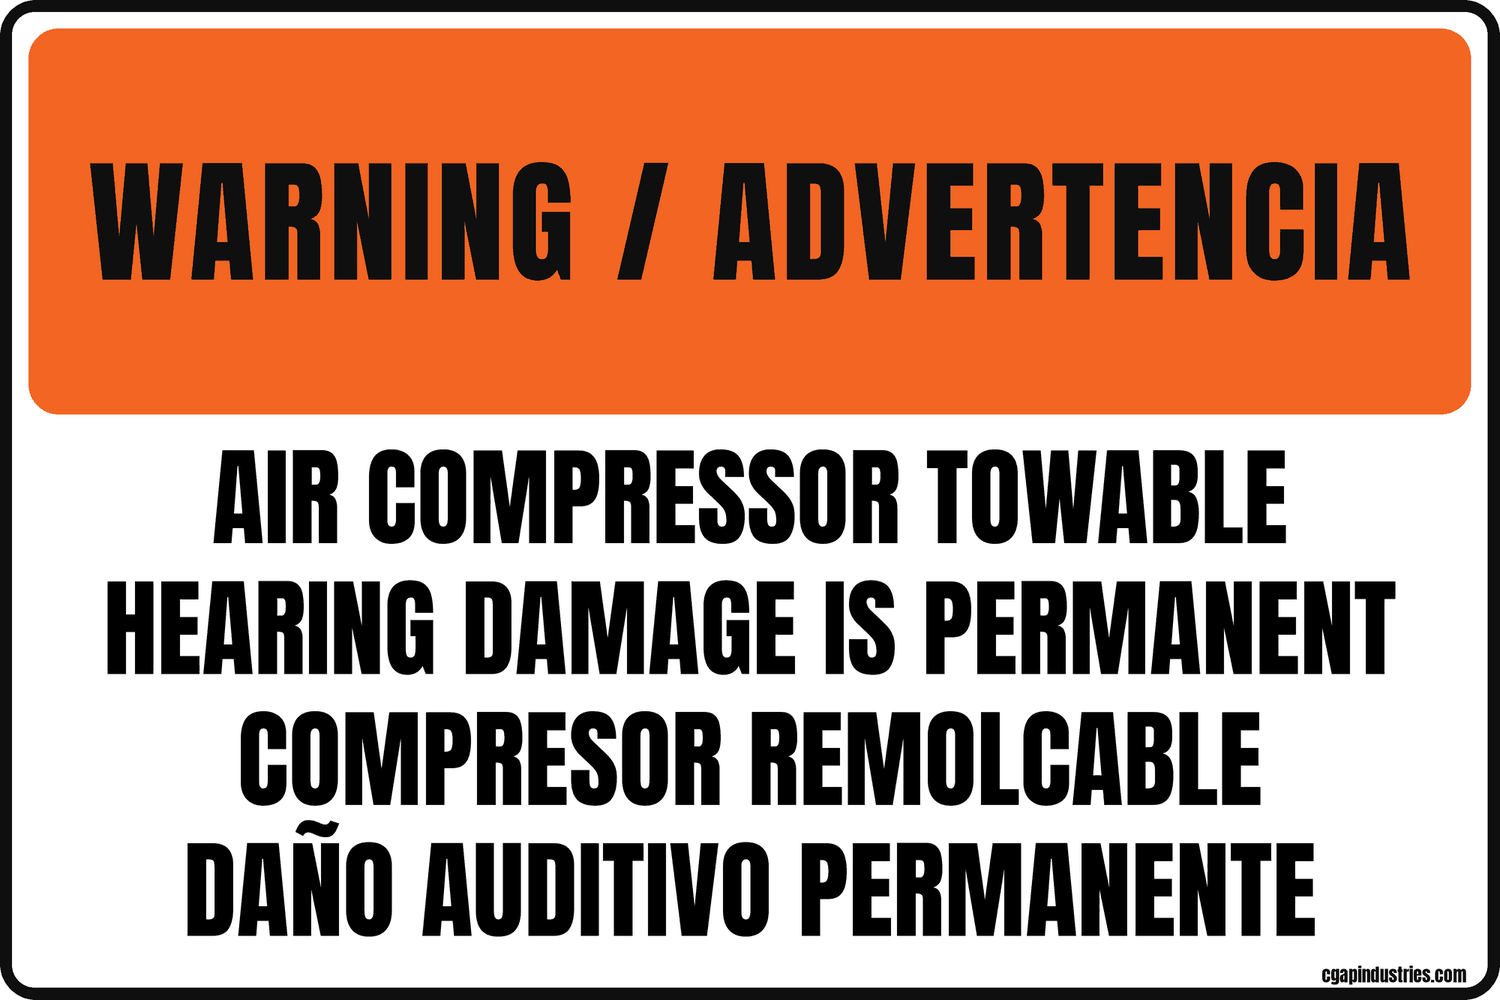 WARNING / ADVERTENCIA
AIR COMPRESSOR TOWABLE
HEARING DAMAGE IS PERMANENT
COMPRESOR REMOLCABLE
DAÑO AUDITIVO PERMANENTE
cgapindustries.com